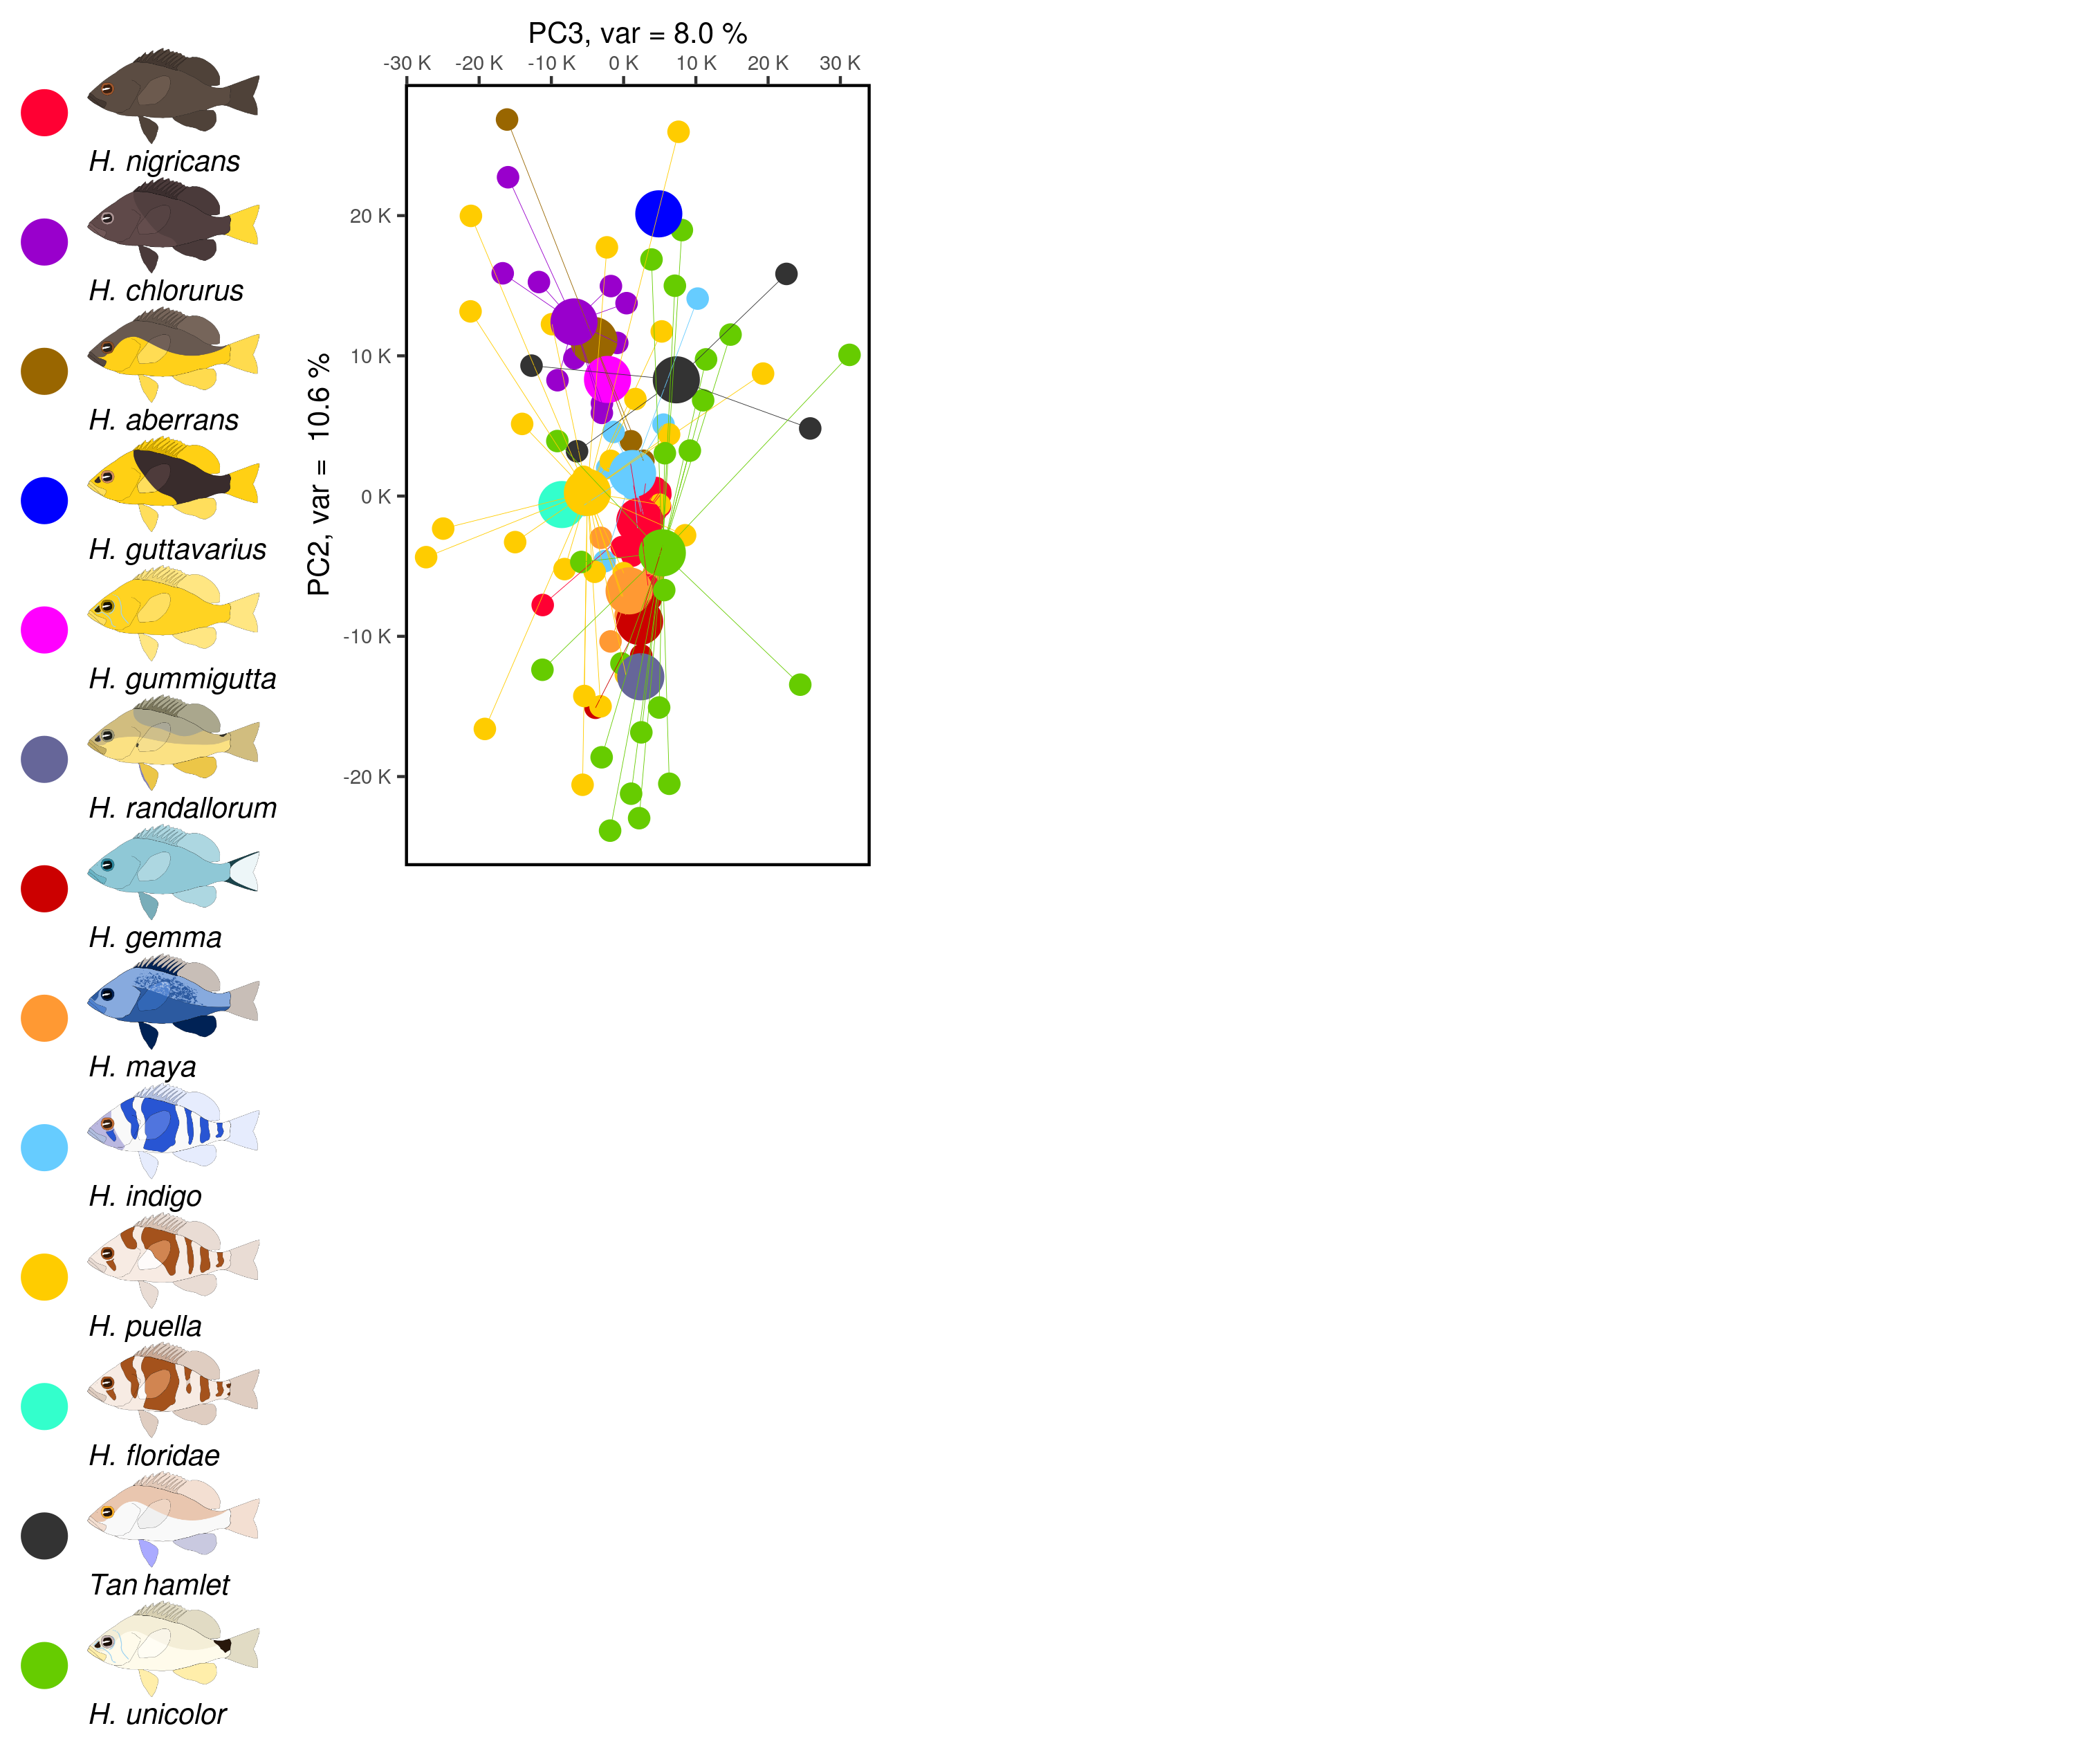 PC3, var = 8.0 %
-30 K -20 K -10 K 0 K 10 K 20 K 30 K
PC2, var = 10.6 %
20 K
10 K
0 K
-10 K
-20 K
H. nigricans
H. chlorurus
H. aberrans
H. guttavarius
H. gummigutta
H. randallorum
H. gemma
H. maya
H. indigo
H. puella
H. floridae
Tan hamlet
H. unicolor